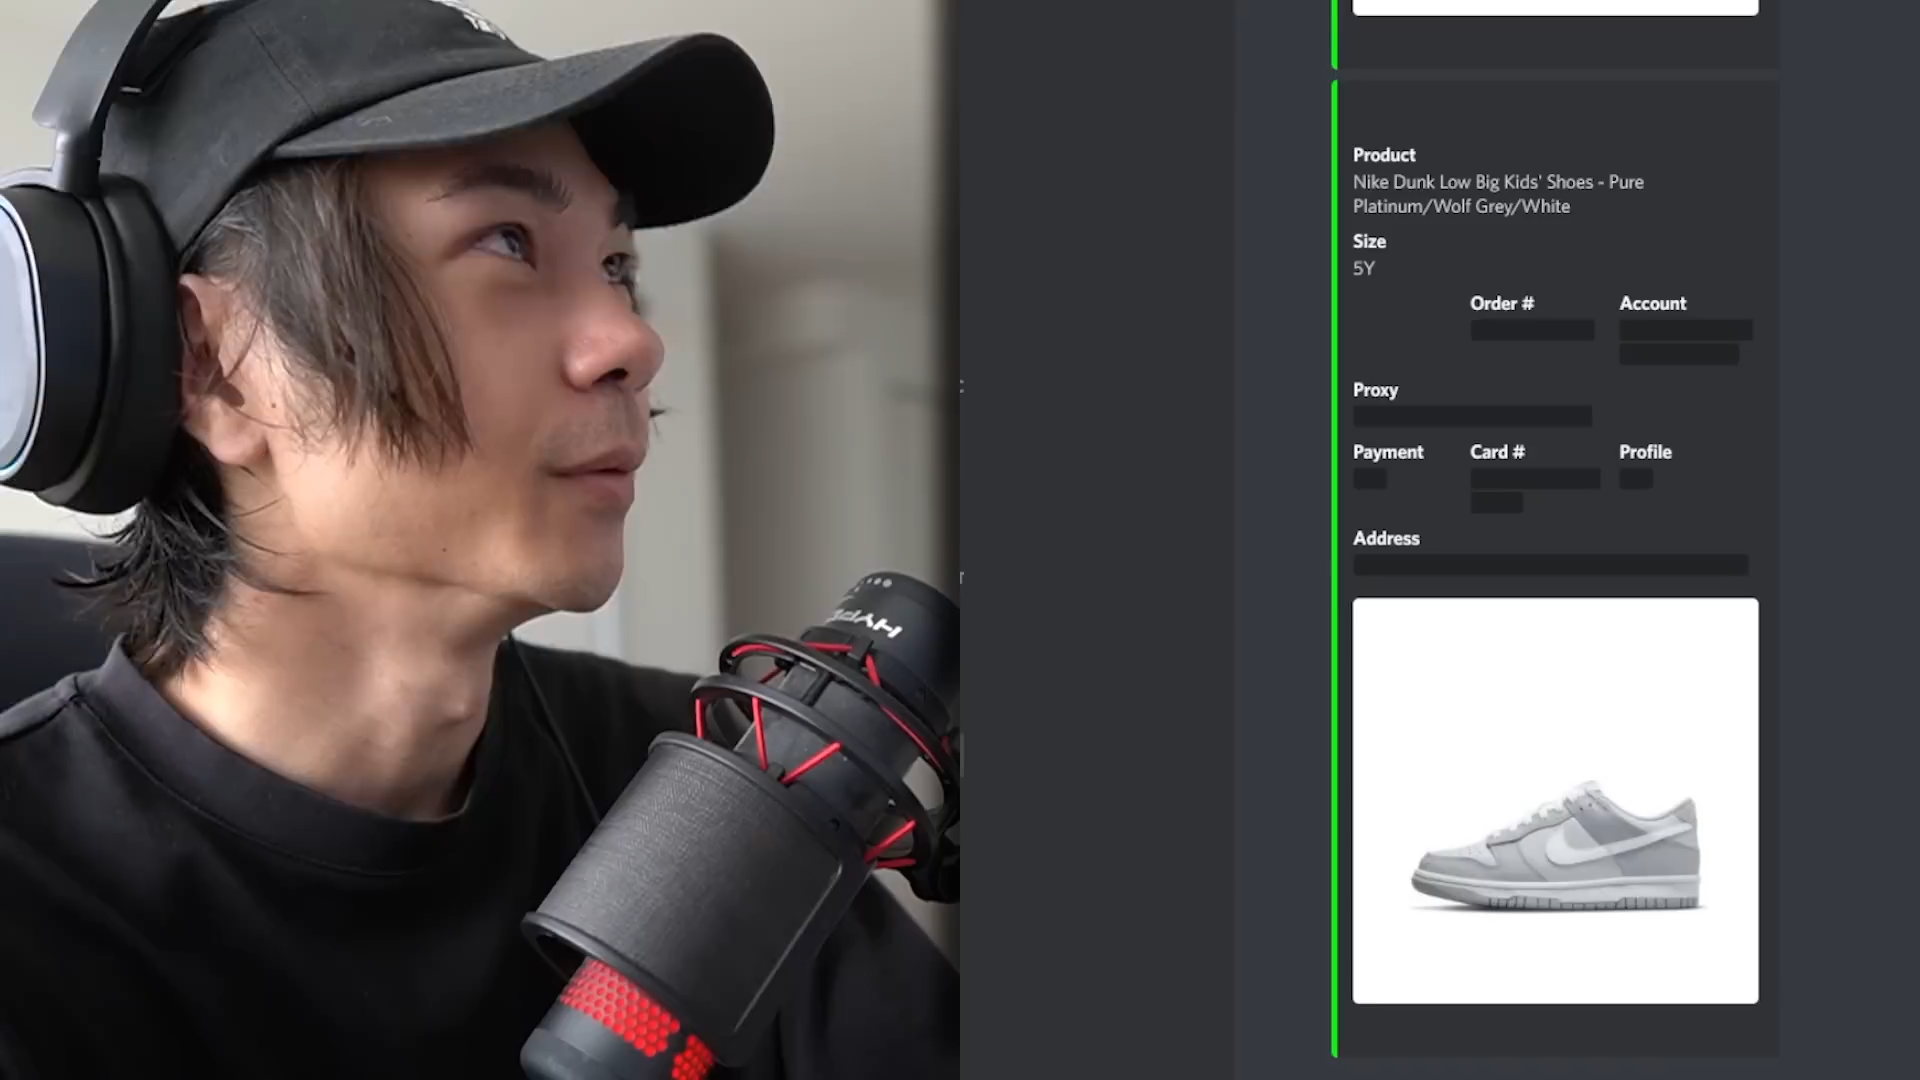 Product
Nike Dunk Low Big Kids' Shoes - Pure
Platinum/Wolf Grey/White
Size
5Y
Order #
Account
Proxy
Payment
Card #
Profile
Address